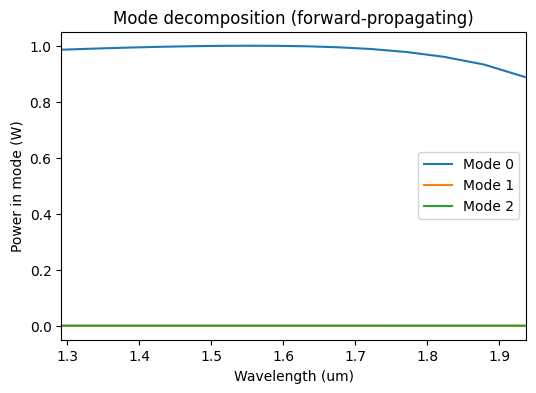 Mode decomposition (forward-propagating)
Power in mode (W)
1.0
0.8
0.6
0.4
0.2
0.0
Mode 0
Mode 1
Mode 2
1.3 1.4 1.5 1.6 1.7 1.8 1.9
Wavelength (um)